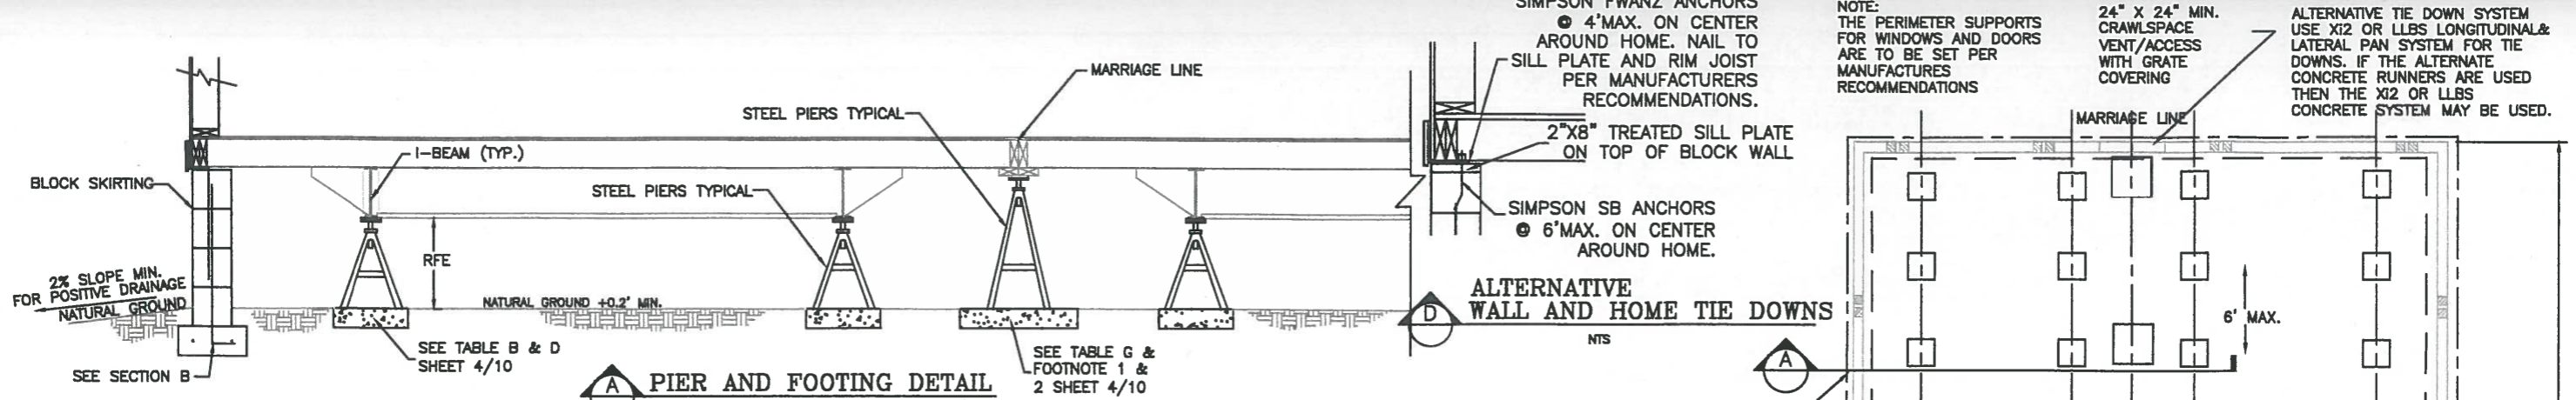 MARRIAGE LINE
STEEL PIERS TYPICAL
I-BEAM (TYP.)
BLOCK SKIRTING
STEEL PIERS TYPICAL
RFE
2% SLOPE MIN.
FOR POSITIVE DRAINAGE
NATURAL GROUND
NATURAL GROUND +0.2' MIN.
SEE TABLE B & D
SHEET 4/10
SEE SECTION B
SEE TABLE G &
FOOTNOTE 1 &
2 SHEET 4/10
A
PIER AND FOOTING DETAIL
SIMPSON FWANZ ANCHORS
@ 4'MAX. ON CENTER
AROUND HOME. NAIL TO
SILL PLATE AND RIM JOIST
PER MANUFACTURERS
RECOMMENDATIONS.
2"X8" TREATED SILL PLATE
ON TOP OF BLOCK WALL
SIMPSON SB ANCHORS
@ 6'MAX. ON CENTER
AROUND HOME.
D
ALTERNATIVE
WALL AND HOME TIE DOWNS
NTS
NOTE:
THE PERIMETER SUPPORTS
FOR WINDOWS AND DOORS
ARE TO BE SET PER
MANUFACTURES
RECOMMENDATIONS
24" X 24" MIN.
CRAWLSPACE
VENT/ACCESS
WITH GRATE
COVERING
ALTERNATIVE TIE DOWN SYSTEM
USE Xi2 OR LLBS LONGITUDINAL&
LATERAL PAN SYSTEM FOR TIE
DOWNS. IF THE ALTERNATE
CONCRETE RUNNERS ARE USED
THEN THE XI2 OR LLBS
CONCRETE SYSTEM MAY BE USED.
MARRIAGE LINE
6' MAX.
A